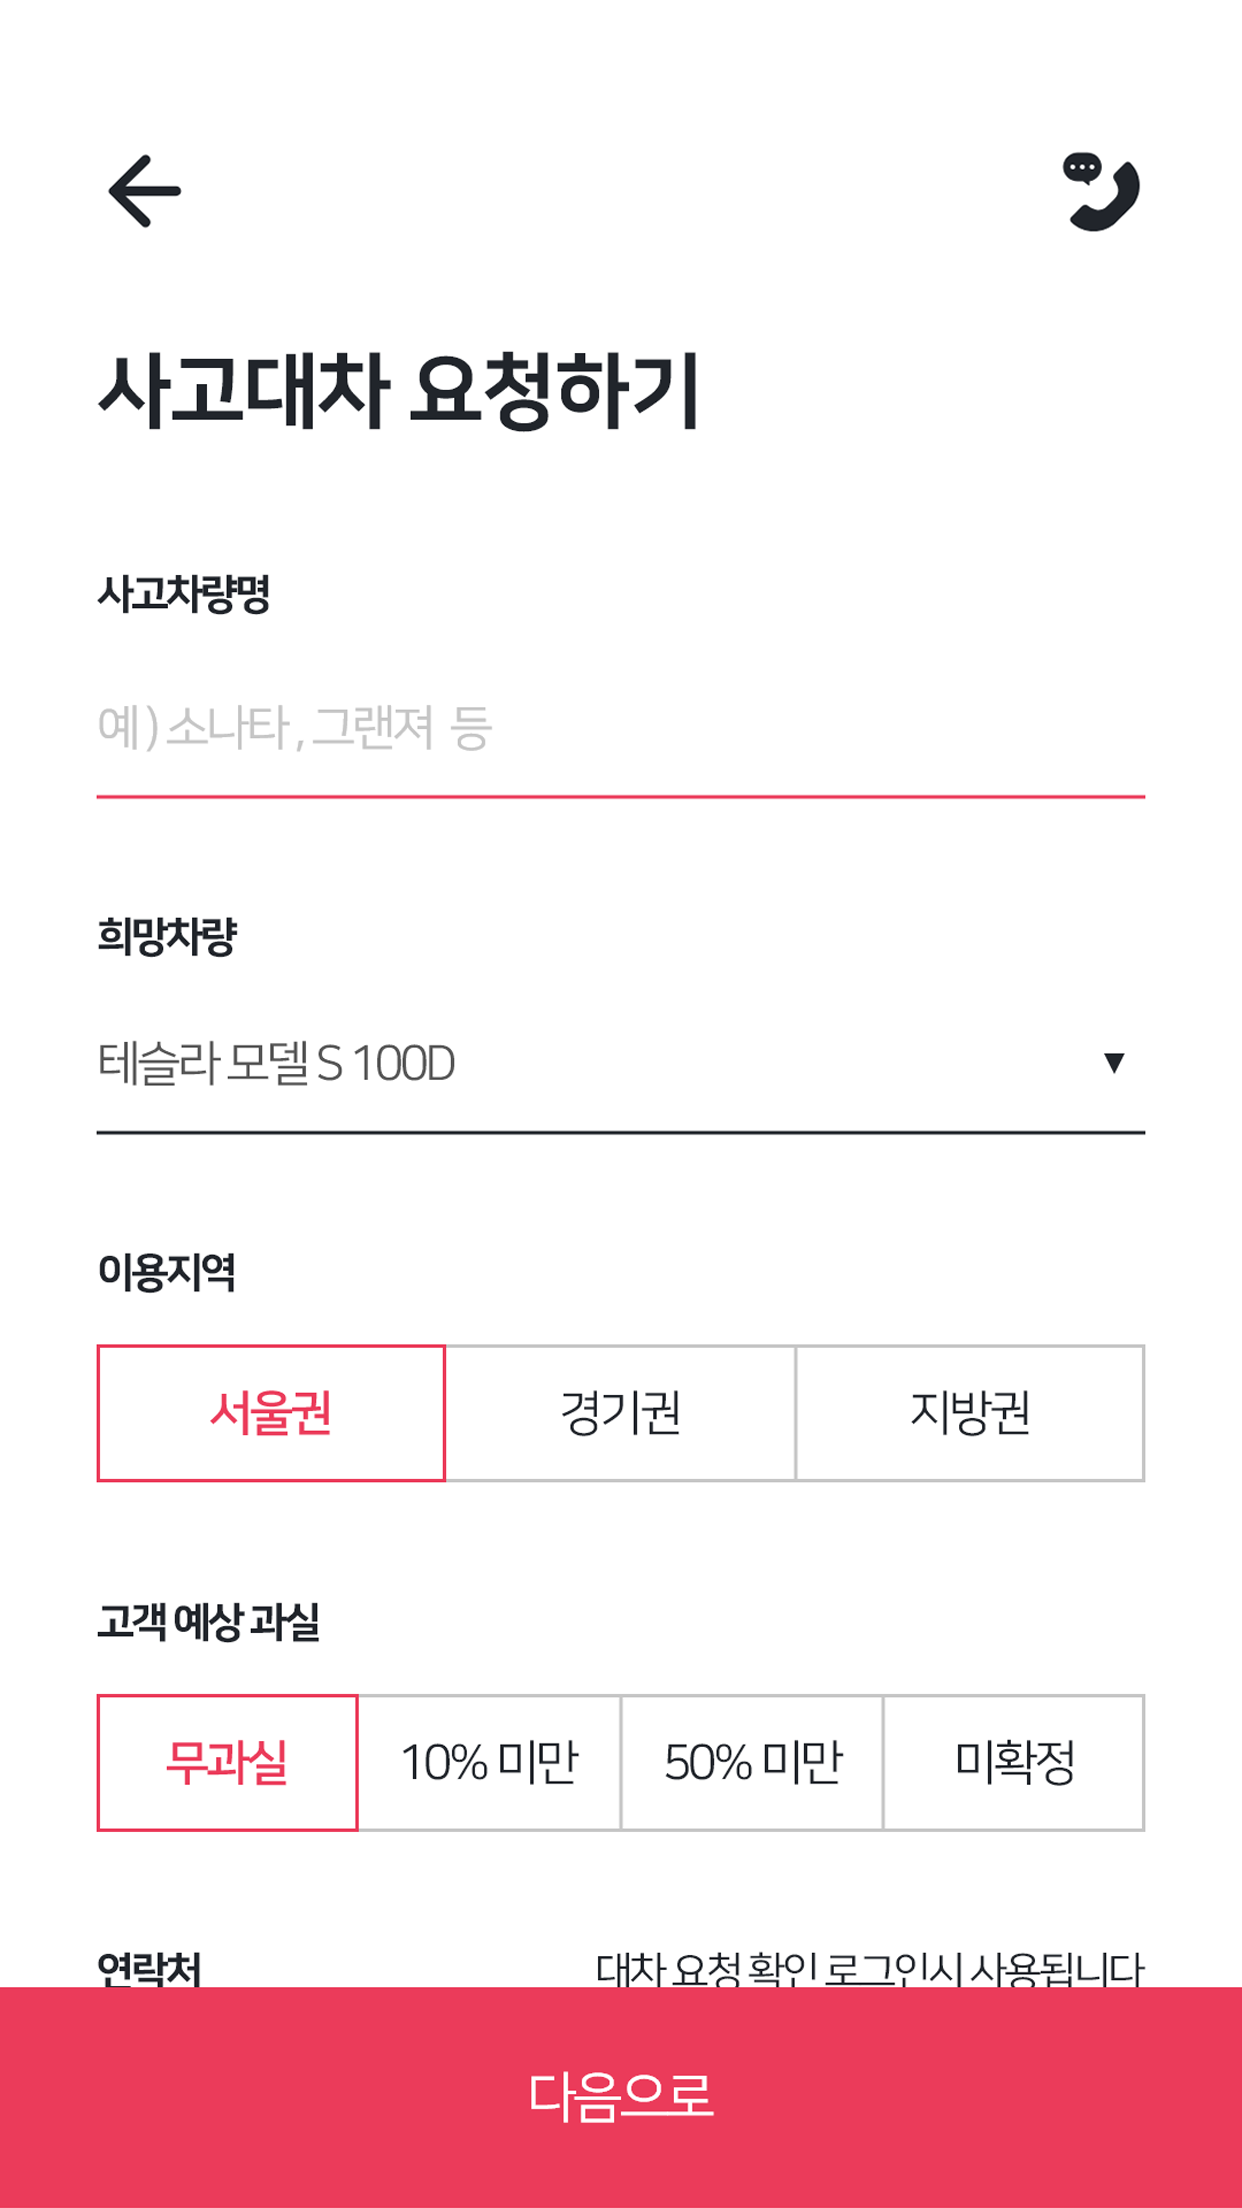 사고대차 요청하기
사고차량명
예) 소나타, 그랜져 등
희망차량
테슬라 모델 S 100D ▼
이용지역
서울권 경기권 지방권
고객 예상 과실
무과실 10% 미만 50% 미만 미확정
연락처 대차 요청 확인 로그인시 사용됩니다
다음으로